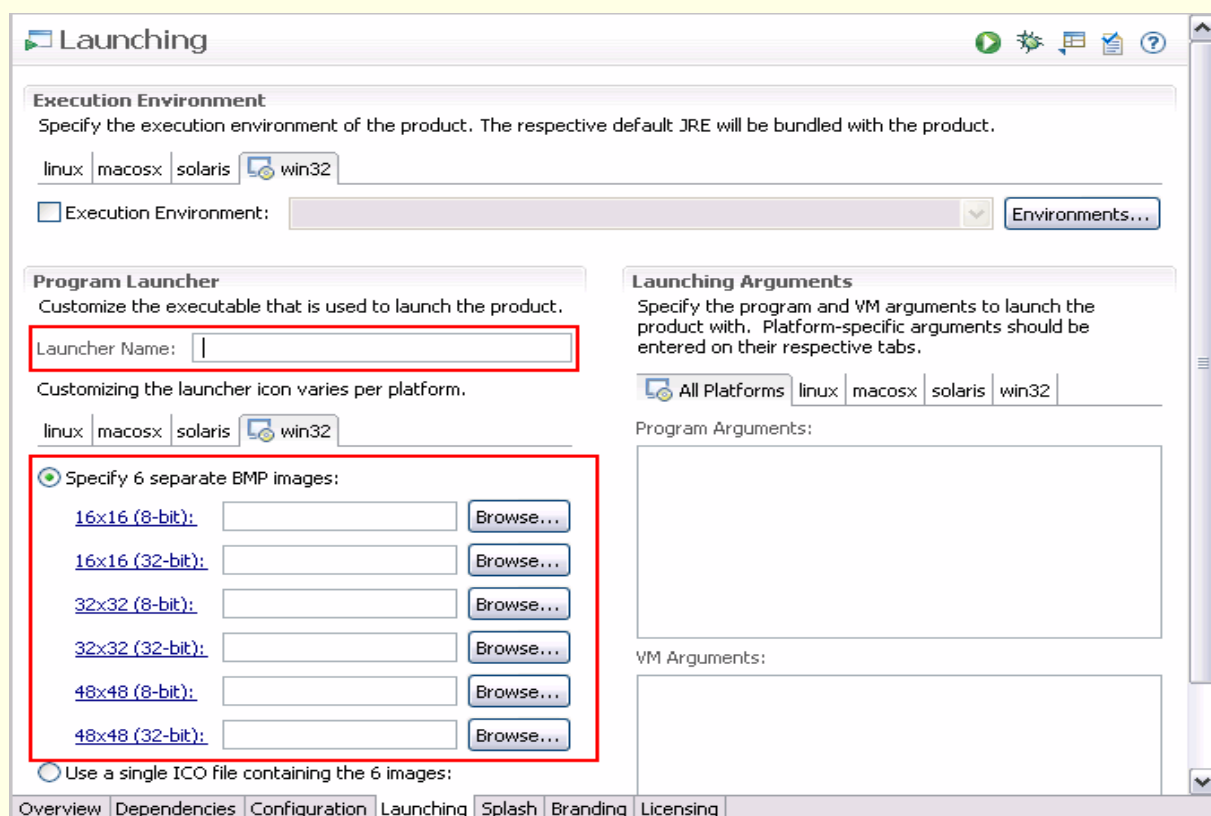 Launching
Execution Environment
Specify the execution environment of the product. The respective default JRE will be bundled with the product.
linux macosx solaris win32
Execution Environment: Environments...
Program Launcher
Customize the executable that is used to launch the product.
Launcher Name:
Customizing the launcher icon varies per platform.
linux macosx solaris win32
Specify 6 separate BMP images:
16x16 (8-bit): Browse...
16x16 (32-bit): Browse...
32x32 (8-bit): Browse...
32x32 (32-bit): Browse...
48x48 (8-bit): Browse...
48x48 (32-bit): Browse...
Use a single ICO file containing the 6 images:
Launching Arguments
Specify the program and VM arguments to launch the
product with. Platform-specific arguments should be
entered on their respective tabs.
All Platforms linux macosx solaris win32
Program Arguments:
VM Arguments:
Overview Dependencies Configuration Launching Splash Branding Licensing